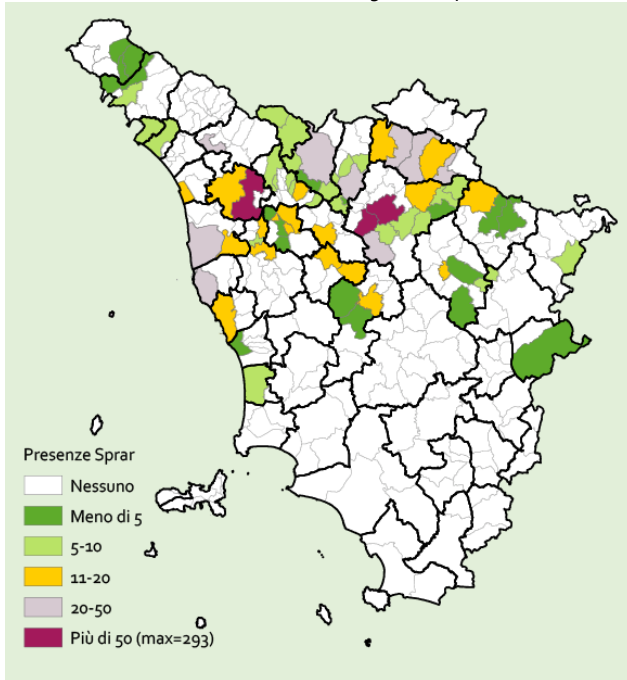 Presenze Sprar
Nessuno
Meno di 5
5-10
11-20
20-50
Più di 50 (max=293)